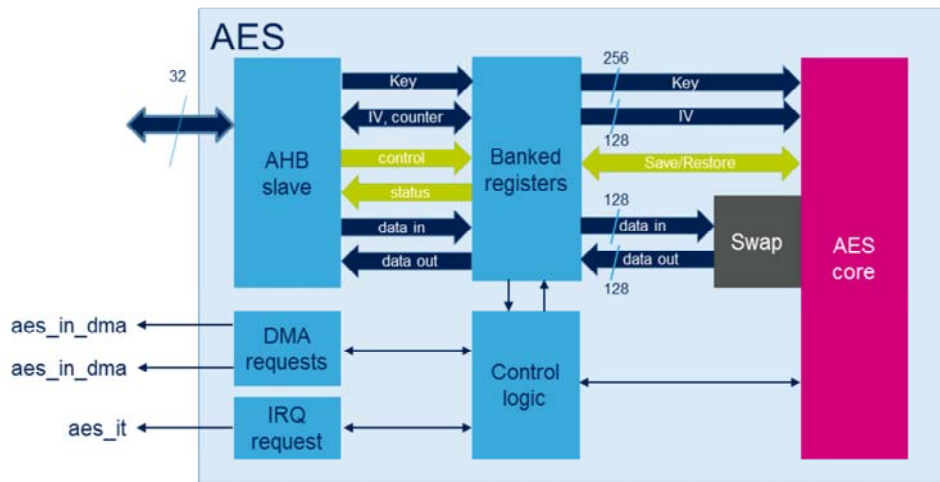 AES
32
AHB
slave
Key
IV, counter
control
status
data in
data out
Banked
registers
256
Key
IV
128
Save/Restore
128
data in
data out
128
Swap
AES
core
aes_in_dma
aes_in_dma
DMA
requests
aes_it
IRQ
request
Control
logic